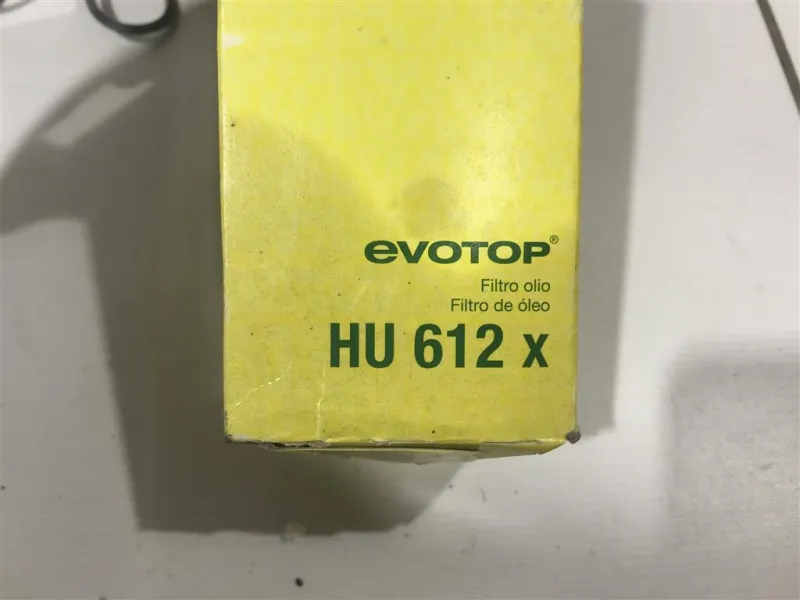 evotop®
Filtro olio
Filtro de óleo
HU 612 x